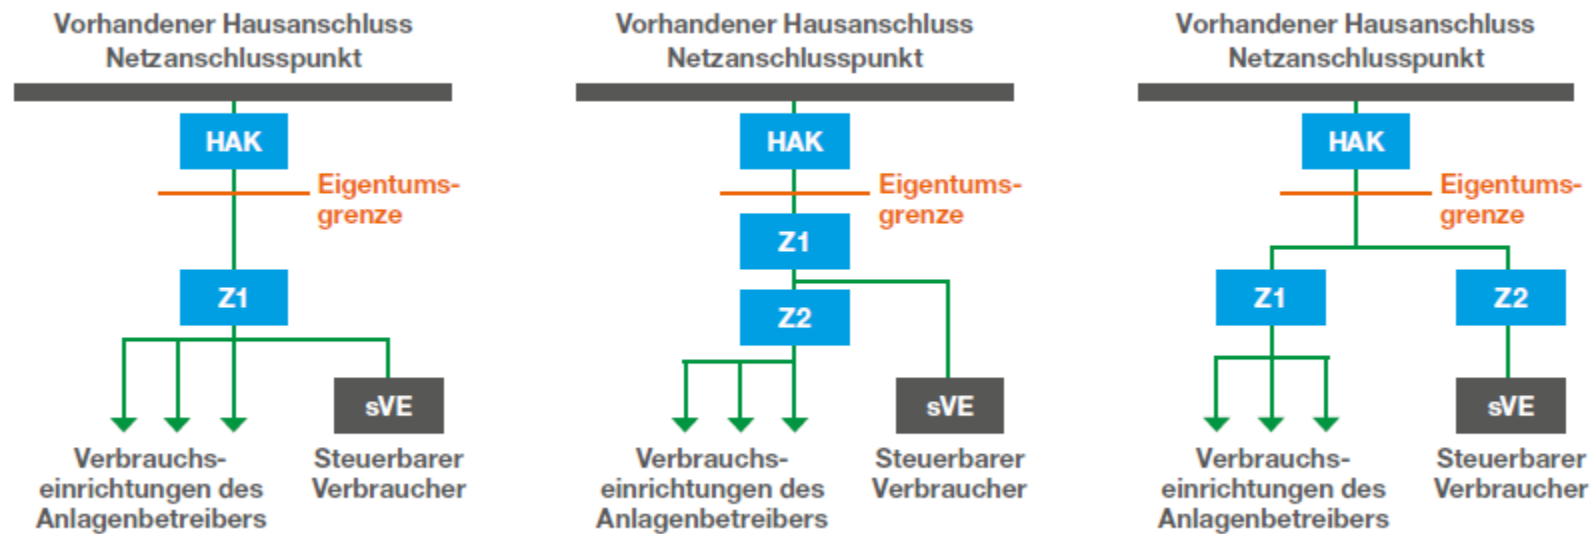 Vorhandener Hausanschluss
Netzanschlusspunkt
HAK
Eigentums-
grenze
Z1
sVE
Verbrauchs-
einrichtungen des
Anlagenbetreibers
Steuerbarer
Verbraucher
Vorhandener Hausanschluss
Netzanschlusspunkt
HAK
Eigentums-
grenze
Z1
Z2
sVE
Verbrauchs-
einrichtungen des
Anlagenbetreibers
Steuerbarer
Verbraucher
Vorhandener Hausanschluss
Netzanschlusspunkt
HAK
Eigentums-
grenze
Z1
Z2
sVE
Verbrauchs-
einrichtungen des
Anlagenbetreibers
Steuerbarer
Verbraucher